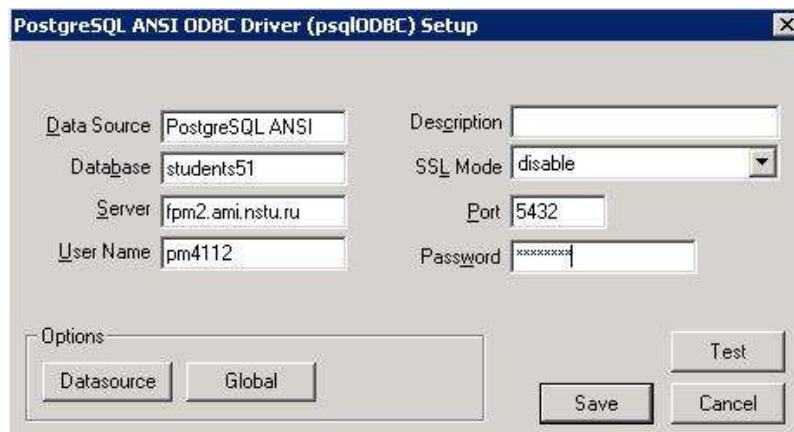 PostgreSQL ANSI ODBC Driver (psqlODBC) Setup
Data Source PostgreSQL ANSI
Description
Database students51
SSL Mode disable
Server fpm2.ami.nstu.ru
Port 5432
User Name pm4112
Password ********
Options
Datasource
Global
Test
Save
Cancel